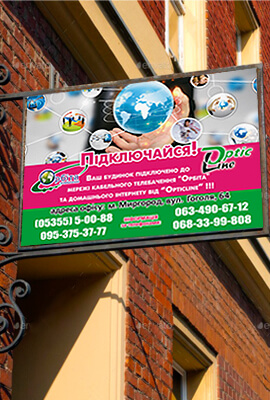 Підключайся!
Optic Line
Ваш будинок підключено до
мережі кабельного телебачення "Орбіта"
та домашнього інтернету від "Opticline" !!!
адреса офісу: м. Миргород, вул. Гоголя, 64
(05355) 5-00-88
063-490-67-12
095-375-37-77
068-33-99-808